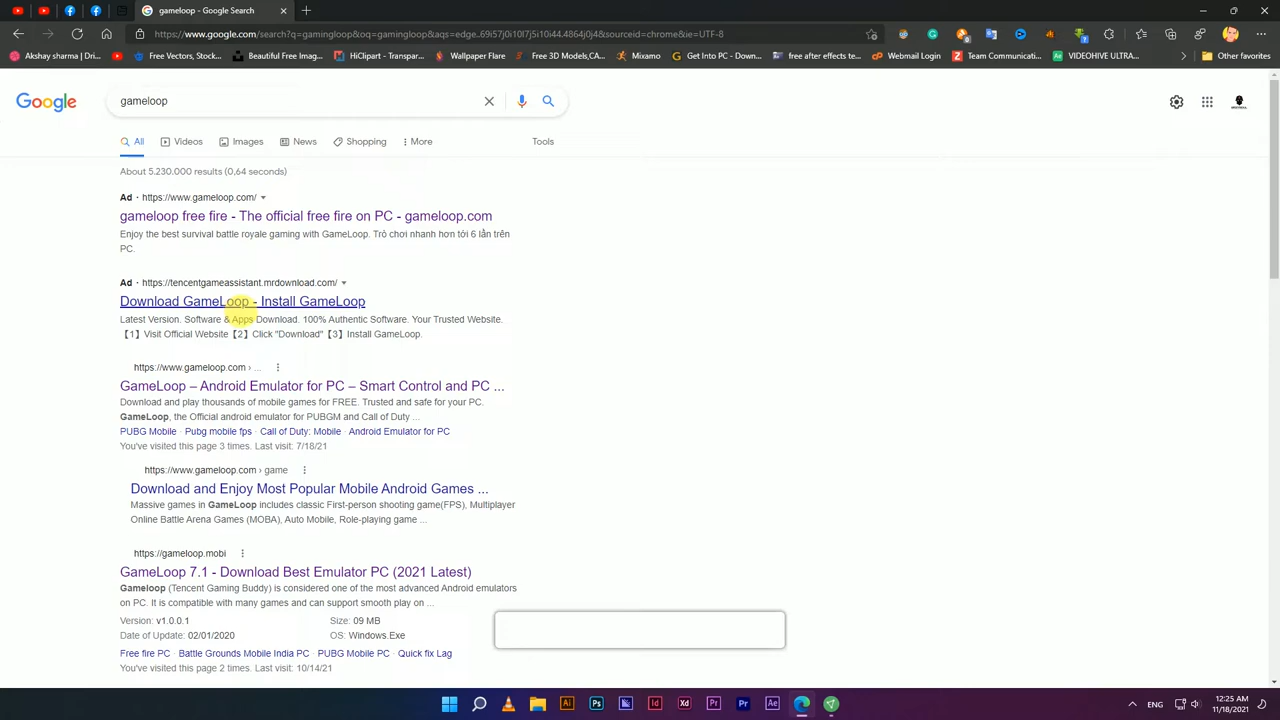 gameloop - Google Search
https://www.google.com/search?q=gamingloop&oq=gamingloop&aqs=edge..69i57j0i10l7j5i10i44.4864j0j4&sourceid=chrome&ie=UTF-8
Akshay sharma | Dri... Free Vectors, Stock... Beautiful Free Imag... HiClipart - Transpar... Wallpaper Flare Free 3D Models,CA... Mixamo Get Into PC - Down... free after effects te... Webmail Login Team Communicati... VIDEOHIVE ULTRA... Other favorites
Google
gameloop
All Videos Images News Shopping More Tools
About 5.230.000 results (0,64 seconds)
Ad · https://www.gameloop.com/
gameloop free fire - The official free fire on PC - gameloop.com
Enjoy the best survival battle royale gaming with GameLoop. Trò chơi nhanh hơn tới 6 lần trên
PC.
Ad · https://tencentgameassistant.mrdownload.com/
Download GameLoop - Install GameLoop
Latest Version. Software & Apps Download. 100% Authentic Software. Your Trusted Website.
【1】Visit Official Website【2】Click "Download"【3】Install GameLoop.
https://www.gameloop.com › ...
GameLoop – Android Emulator for PC – Smart Control and PC ...
Download and play thousands of mobile games for FREE. Trusted and safe for your PC.
GameLoop, the Official android emulator for PUBGM and Call of Duty ...
PUBG Mobile · Pubg mobile fps · Call of Duty: Mobile · Android Emulator for PC
You've visited this page 3 times. Last visit: 7/18/21
https://www.gameloop.com › game
Download and Enjoy Most Popular Mobile Android Games ...
Massive games in GameLoop includes classic First-person shooting game(FPS), Multiplayer
Online Battle Arena Games (MOBA), Auto Mobile, Role-playing game ...
https://gameloop.mobi
GameLoop 7.1 - Download Best Emulator PC (2021 Latest)
Gameloop (Tencent Gaming Buddy) is considered one of the most advanced Android emulators
on PC. It is compatible with many games and can support smooth play on ...
Version: v1.0.0.1 Size: 09 MB
Date of Update: 02/01/2020 OS: Windows.Exe
Free fire PC · Battle Grounds Mobile India PC · PUBG Mobile PC · Quick fix Lag
You've visited this page 2 times. Last visit: 10/14/21
Ai Ps Id Xd Pr Pr Ae ENG 12:25 AM
11/18/2021